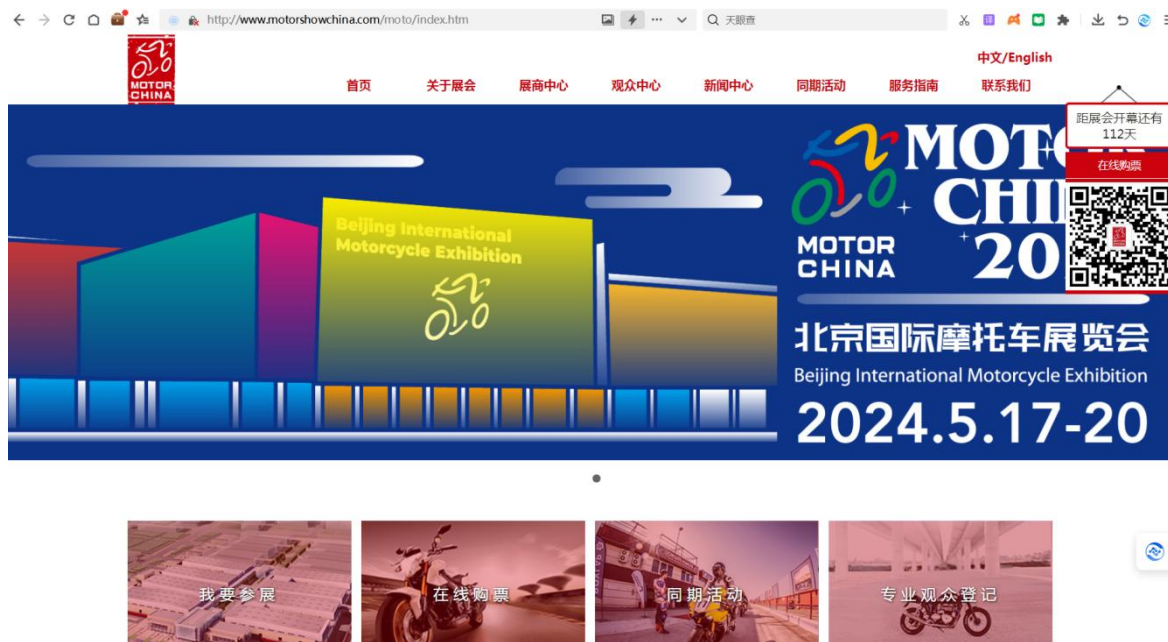 http://www.motorshowchina.com/moto/index.htm
天眼查
MOTOR
CHINA
中文/English
首页 关于展会 展商中心 观众中心 新闻中心 同期活动 服务指南 联系我们
距展会开幕还有
112天
在线购票
Beijing International
Motorcycle Exhibition
MOTOR
CHINA
北京国际摩托车展览会
Beijing International Motorcycle Exhibition
2024.5.17-20
我要参展
在线购票
同期活动
专业观众登记